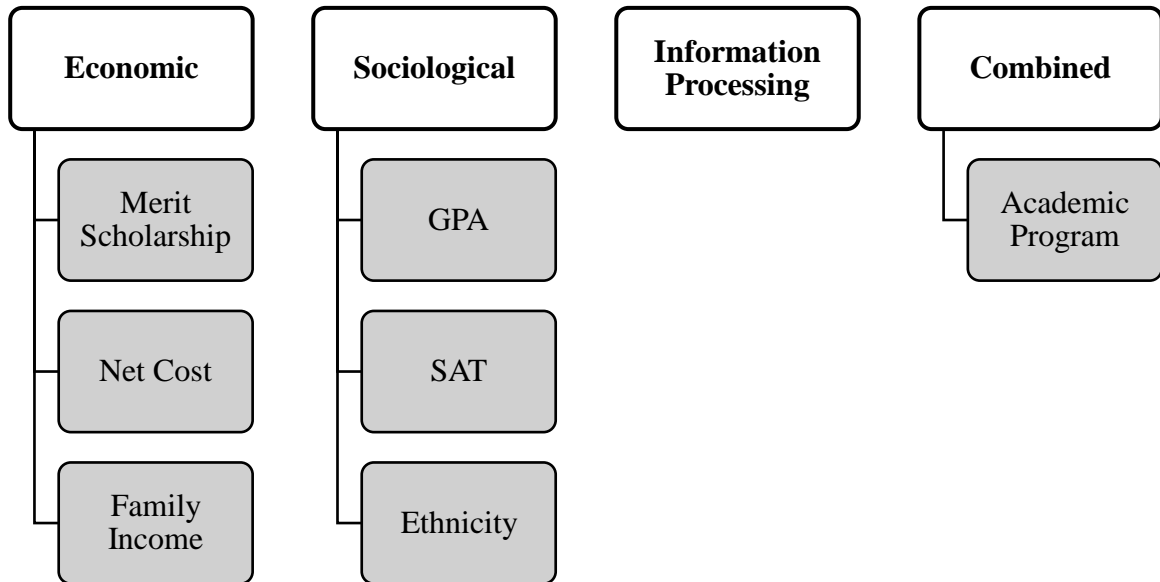 Economic
Merit
Scholarship
Net Cost
Family
Income
Sociological
GPA
SAT
Ethnicity
Information
Processing
Combined
Academic
Program